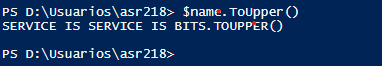 PS D:\Usuarios\asr218> $name.ToUpper()
SERVICE IS SERVICE IS BITS.TOUPPER()
PS D:\Usuarios\asr218>